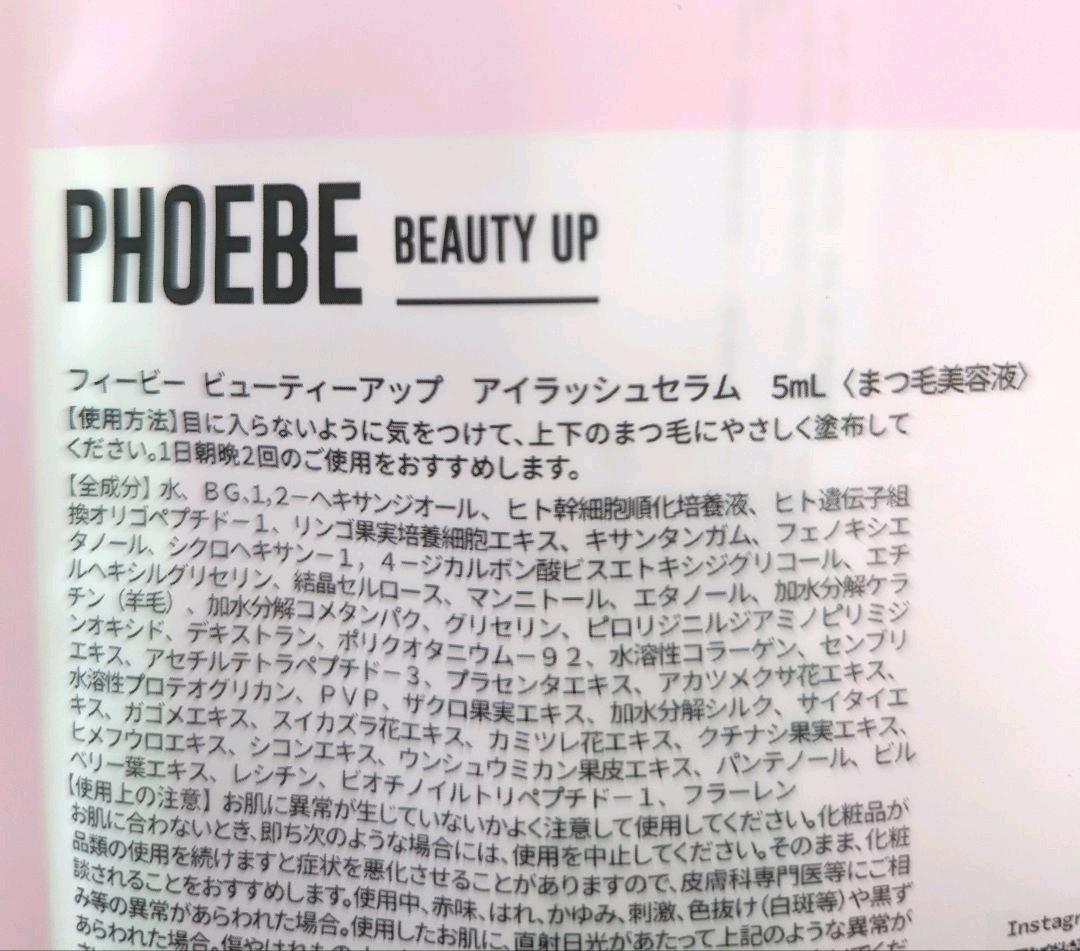 PHOEBE BEAUTY UP
フィービー ビューティーアップ アイラッシュセラム 5mL〈まつ毛美容液〉
【使用方法】目に入らないように気をつけて、上下のまつ毛にやさしく塗布して
ください。1日朝晩2回のご使用をおすすめします。
【全成分】水、BG、1,2-ヘキサンジオール、ヒト幹細胞順化培養液、ヒト遺伝子組
換オリゴペプチド-1、リンゴ果実培養細胞エキス、キサンタンガム、フェノキシエ
タノール、シクロヘキサン-1，4-ジカルボン酸ビスエトキシジグリコール、エチ
ルヘキシルグリセリン、結晶セルロース、マンニトール、エタノール、加水分解ケラ
チン（羊毛）、加水分解コメタンパク、グリセリン、ピロリジニルジアミノピリミジ
ンオキシド、デキストラン、ポリクオタニウム-92、水溶性コラーゲン、センブリ
エキス、アセチルテトラペプチド-3、プラセンタエキス、アカツメクサ花エキス、
水溶性プロテオグリカン、PVP、ザクロ果実エキス、加水分解シルク、サイタイエ
キス、ガゴメエキス、スイカズラ花エキス、カミツレ花エキス、クチナシ果実エキス、
ヒメフウロエキス、シコンエキス、ウンシュウミカン果皮エキス、パンテノール、ビル
ベリー葉エキス、レシチン、ビオチノイルトリペプチド-1、フラーレン
【使用上の注意】お肌に異常が生じていないかよく注意して使用してください。化粧品が
お肌に合わないとき、即ち次のような場合には、使用を中止してください。そのまま、化粧
品類の使用を続けますと症状を悪化させることがありますので、皮膚科専門医等にご相
談されることをおすすめします。使用中、赤味、はれ、かゆみ、刺激、色抜け（白斑等）や黒ず
み等の異常があらわれた場合。使用したお肌に、直射日光があたって上記のような異常が
あらわれた場合。傷やはれもの
Instagr